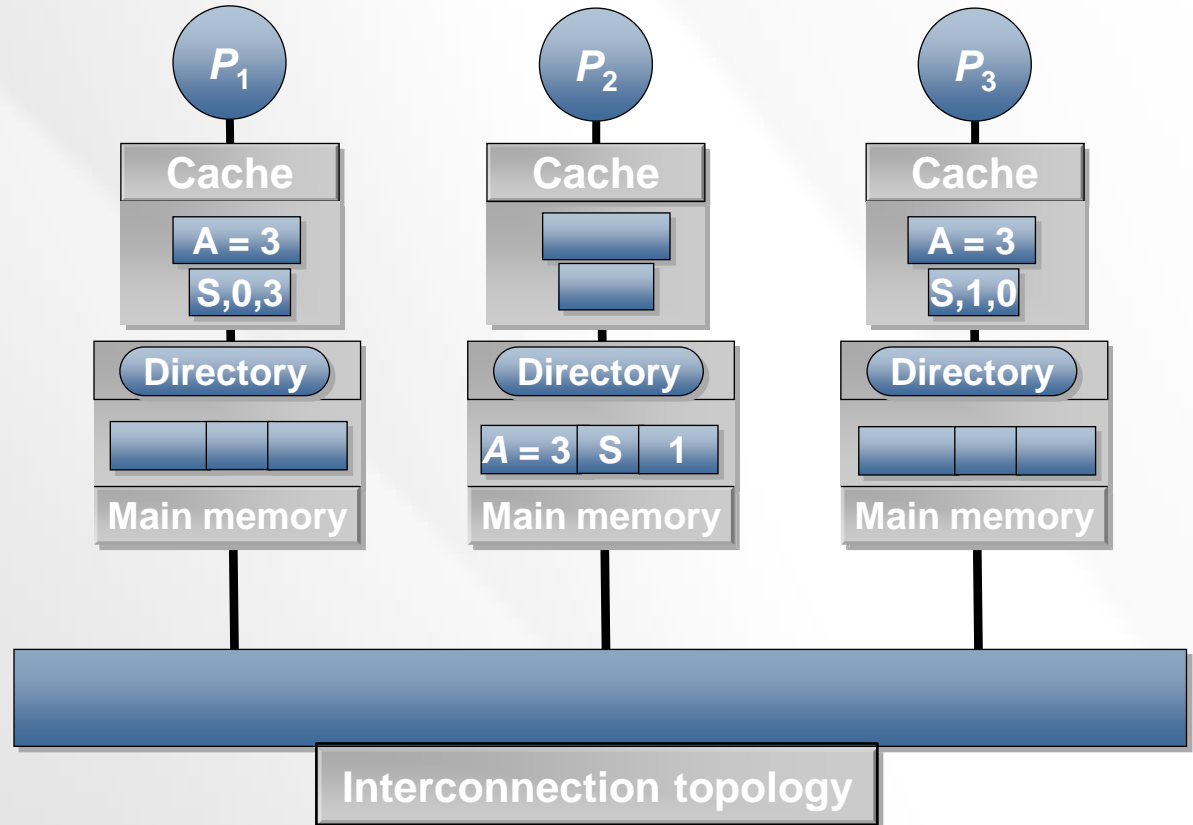 P1 P2 P3
Cache Cache Cache
A = 3 A = 3
S,0,3 S,1,0
Directory Directory Directory
A = 3 S 1
Main memory Main memory Main memory
Interconnection topology